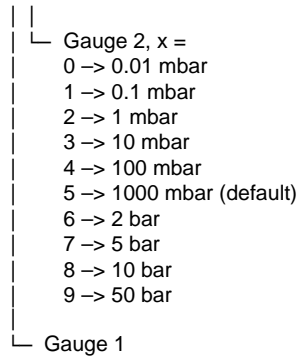 Gauge 2, x =
0 –> 0.01 mbar
1 –> 0.1 mbar
2 –> 1 mbar
3 –> 10 mbar
4 –> 100 mbar
5 –> 1000 mbar (default)
6 –> 2 bar
7 –> 5 bar
8 –> 10 bar
9 –> 50 bar
Gauge 1